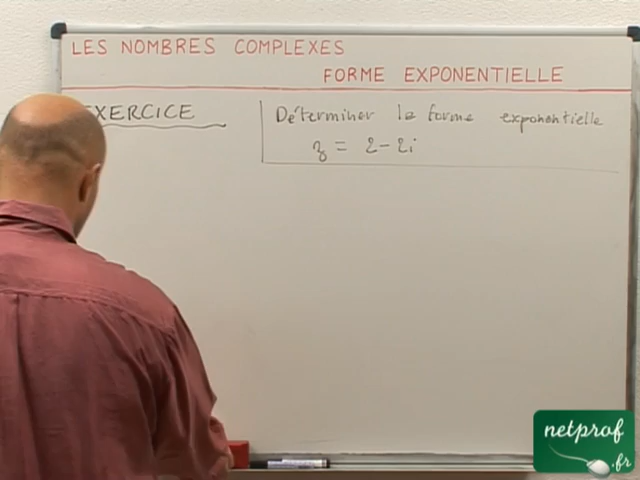 LES NOMBRES COMPLEXES
FORME EXPONENTIELLE
EXERCICE
Déterminer la forme exponentielle
z = 2-2i
netprof
.fr